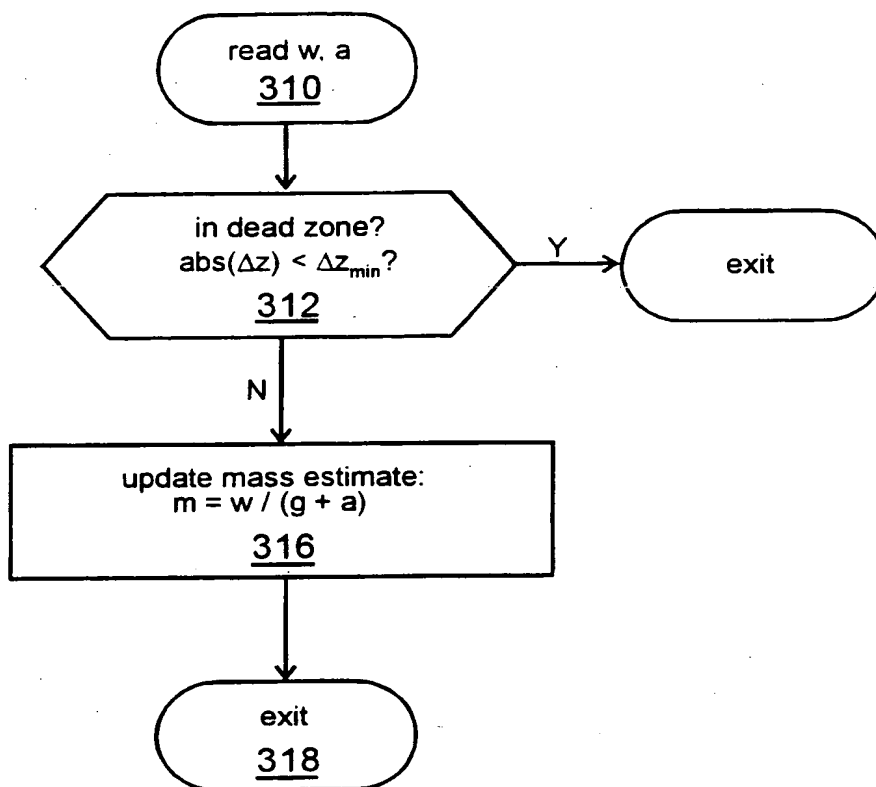 read w, a
310
in dead zone?
abs(Δz) < Δzmin?
312
Y
exit
N
update mass estimate:
m = w / (g + a)
316
exit
318